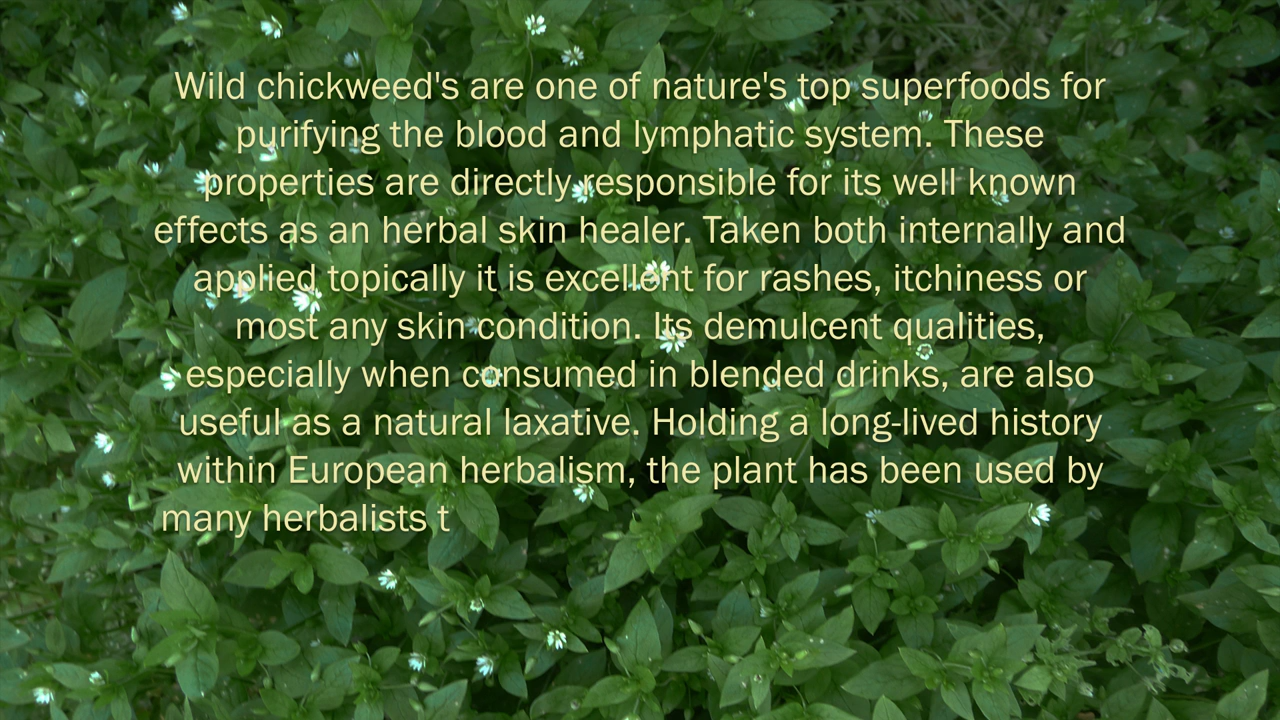 Wild chickweed's are one of nature's top superfoods for
purifying the blood and lymphatic system. These
properties are directly responsible for its well known
effects as an herbal skin healer. Taken both internally and
applied topically it is excellent for rashes, itchiness or
most any skin condition. Its demulcent qualities,
especially when consumed in blended drinks, are also
useful as a natural laxative. Holding a long-lived history
within European herbalism, the plant has been used by
many herbalists t